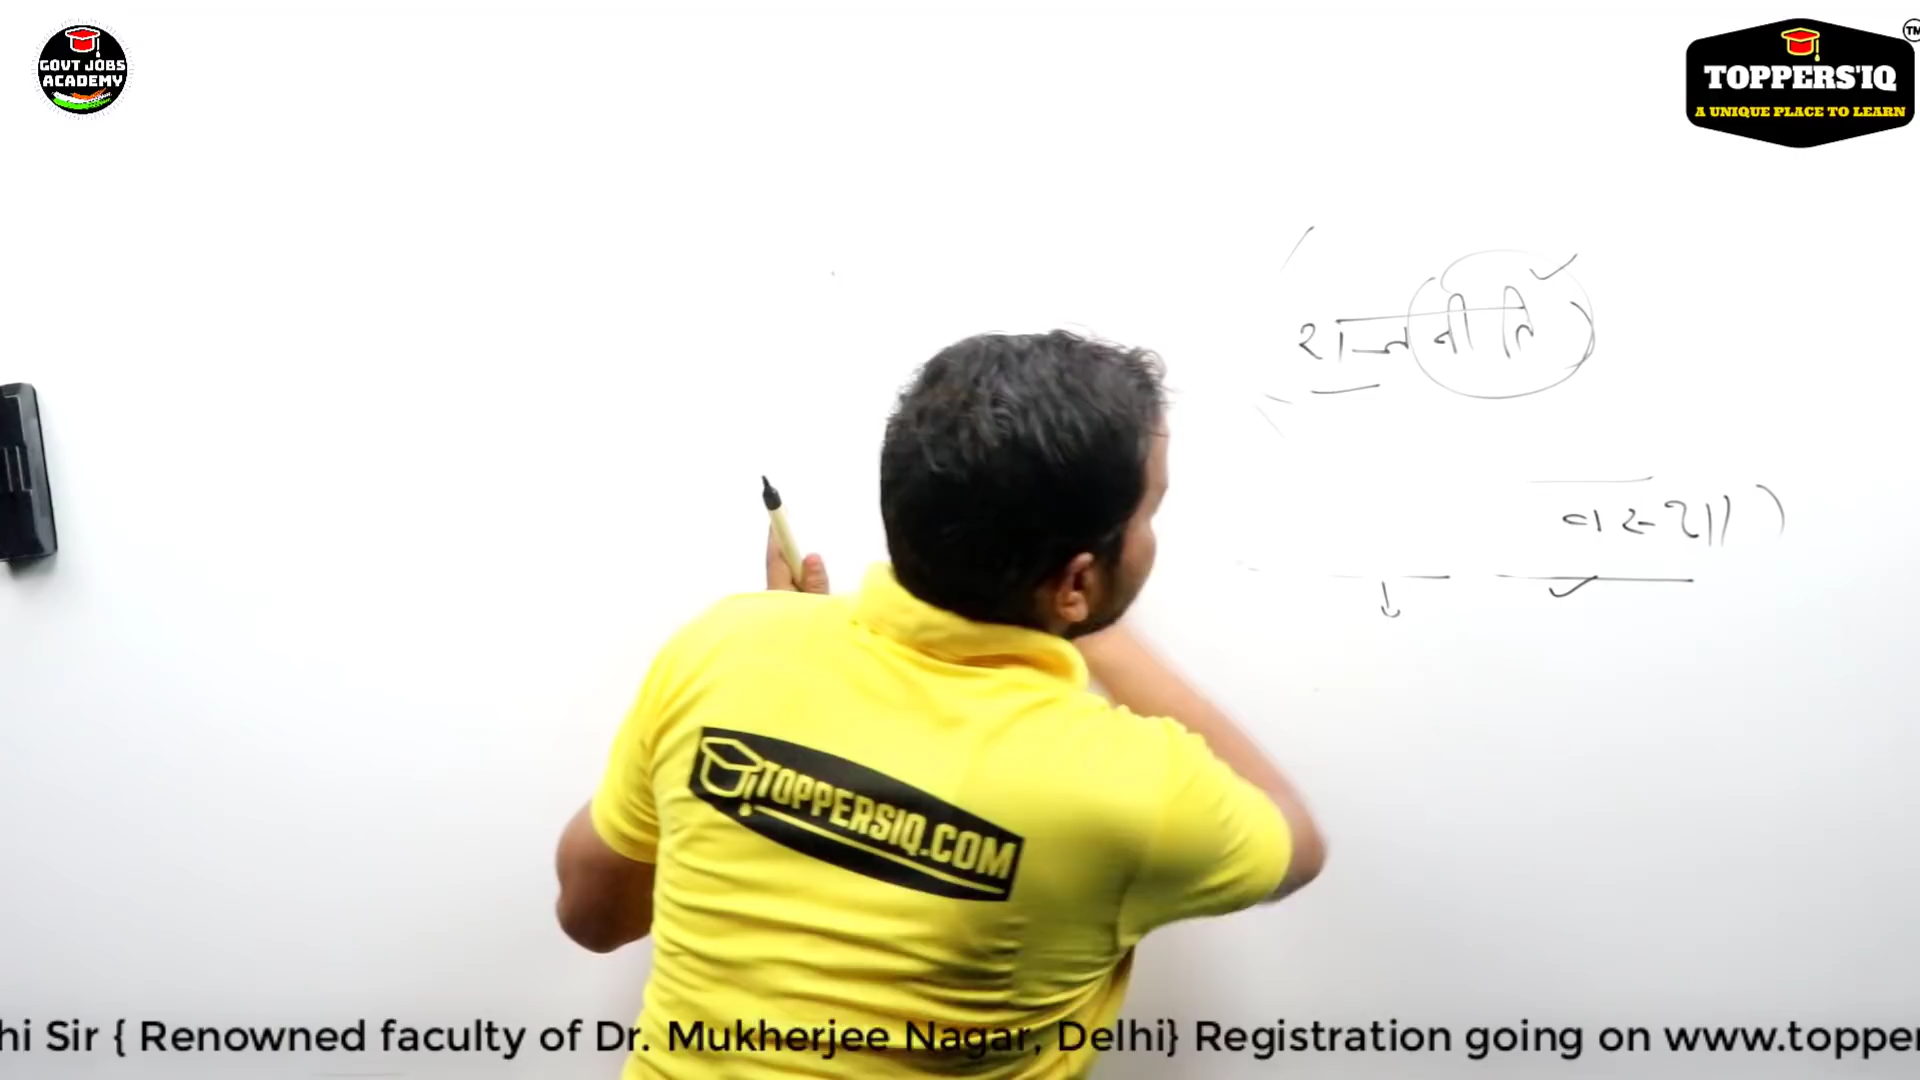 GOVT JOBS
ACADEMY
TOPPERS'IQ
TM
A UNIQUE PLACE TO LEARN
राजनीति
TOPPERSIQ.COM
hi Sir { Renowned faculty of Dr. Mukherjee Nagar, Delhi} Registration going on www.topper